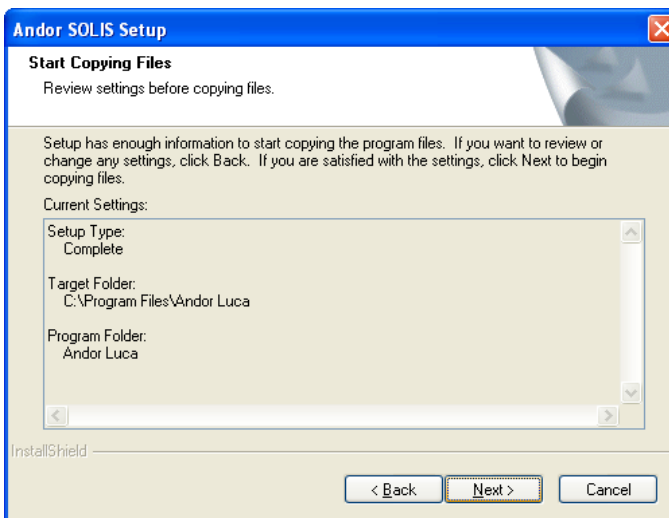 Andor SOLIS Setup
Start Copying Files
Review settings before copying files.
Setup has enough information to start copying the program files. If you want to review or
change any settings, click Back. If you are satisfied with the settings, click Next to begin
copying files.
Current Settings:
Setup Type:
Complete
Target Folder:
C:\Program Files\Andor Luca
Program Folder:
Andor Luca
InstallShield
< Back
Next >
Cancel